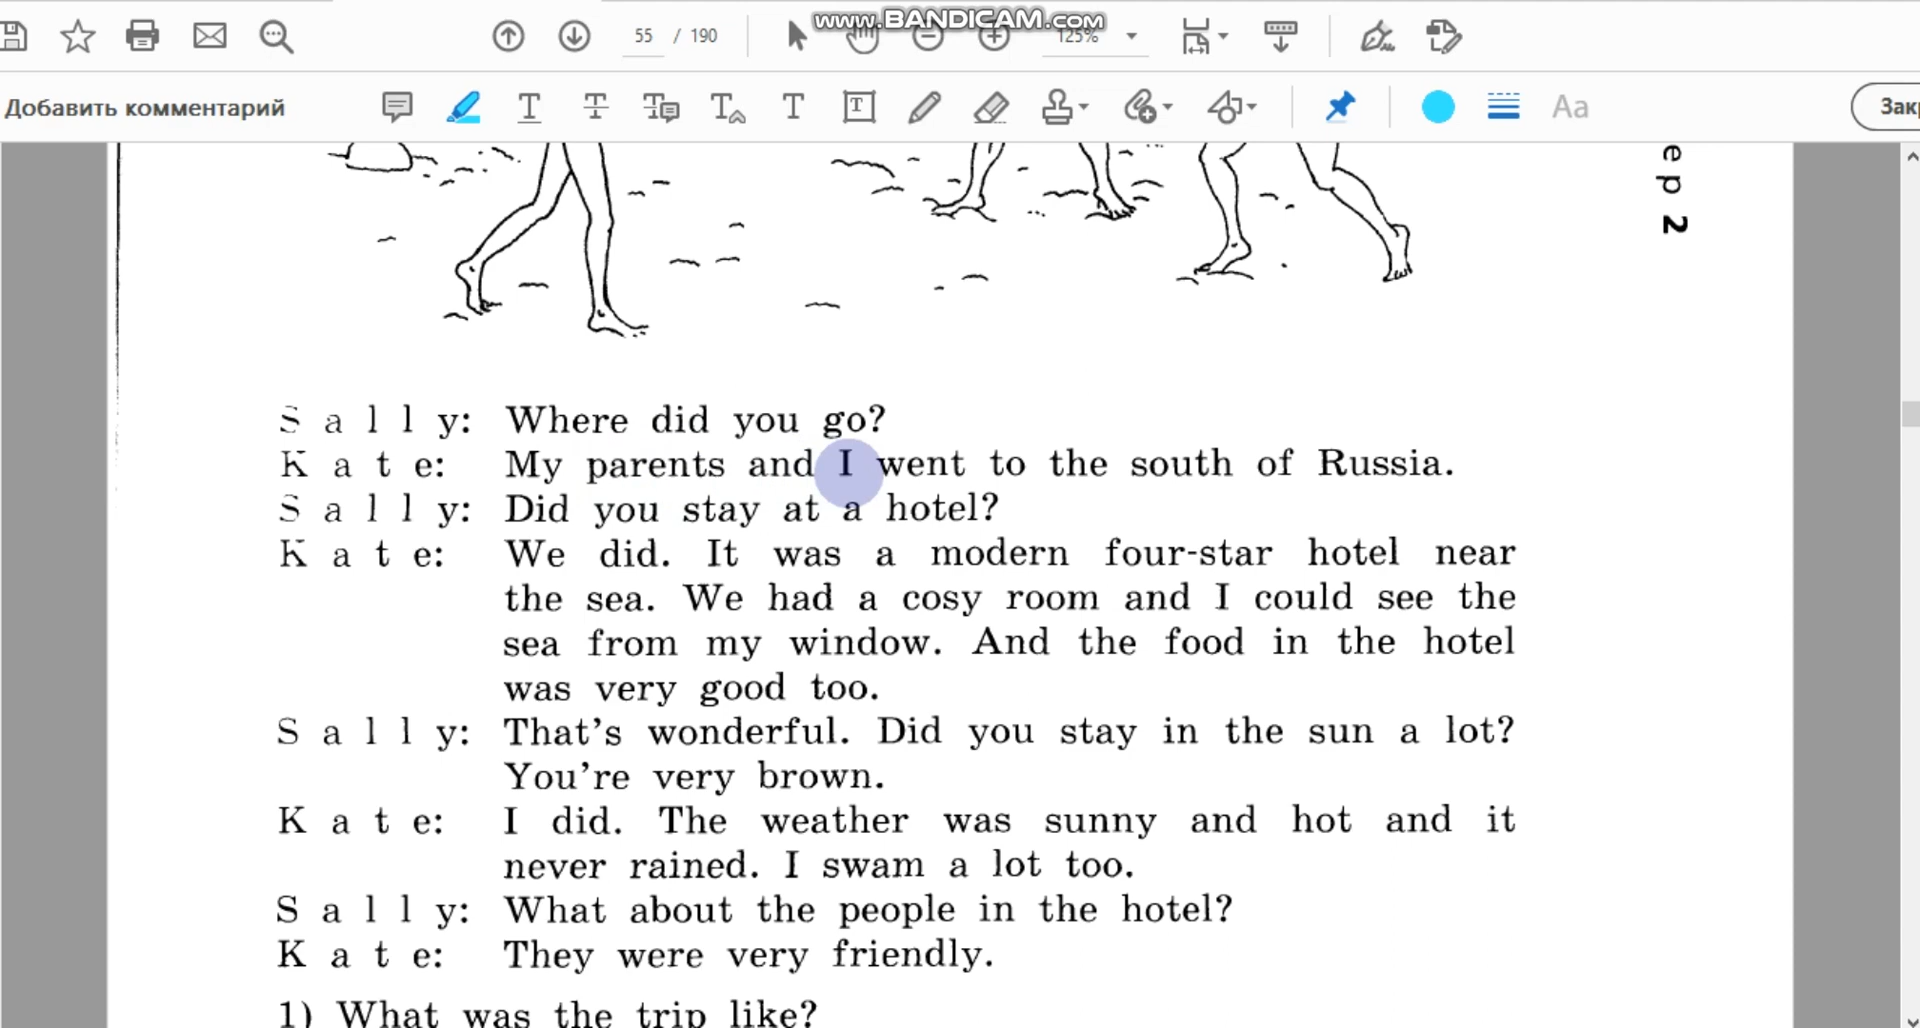 www.BANDICAM.com
55 / 190
125%
Добавить комментарий
Aa
ep 2
Sally: Where did you go?
Kate: My parents and I went to the south of Russia.
Sally: Did you stay at a hotel?
Kate: We did. It was a modern four-star hotel near
the sea. We had a cosy room and I could see the
sea from my window. And the food in the hotel
was very good too.
Sally: That's wonderful. Did you stay in the sun a lot?
You're very brown.
Kate: I did. The weather was sunny and hot and it
never rained. I swam a lot too.
Sally: What about the people in the hotel?
Kate: They were very friendly.
1) What was the trip like?